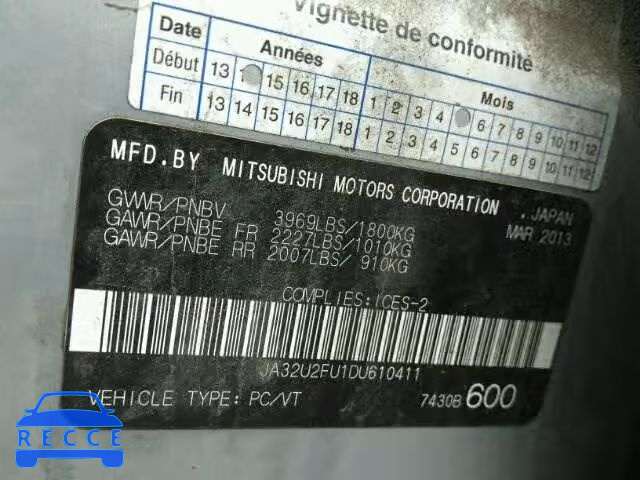 Vignette de conformité
Date Années Mois
Début 13 15 16 17 18 1 2 3 4 6 7 8 9 10 11 12
Fin 13 14 15 16 17 18 1 2 3 4 5 6 7 8 9 10 11 12
MFD.BY MITSUBISHI MOTORS CORPORATION , JAPAN
GVWR/PNBV 3969LBS/1800KG MAR 2013
GAWR/PNBE FR 2227LBS/1010KG
GAWR/PNBE RR 2007LBS/ 910KG
COMPLIES:ICES-2
JA32U2FU1DU610411
VEHICLE TYPE:PC/VT 7430B 600
RECCE